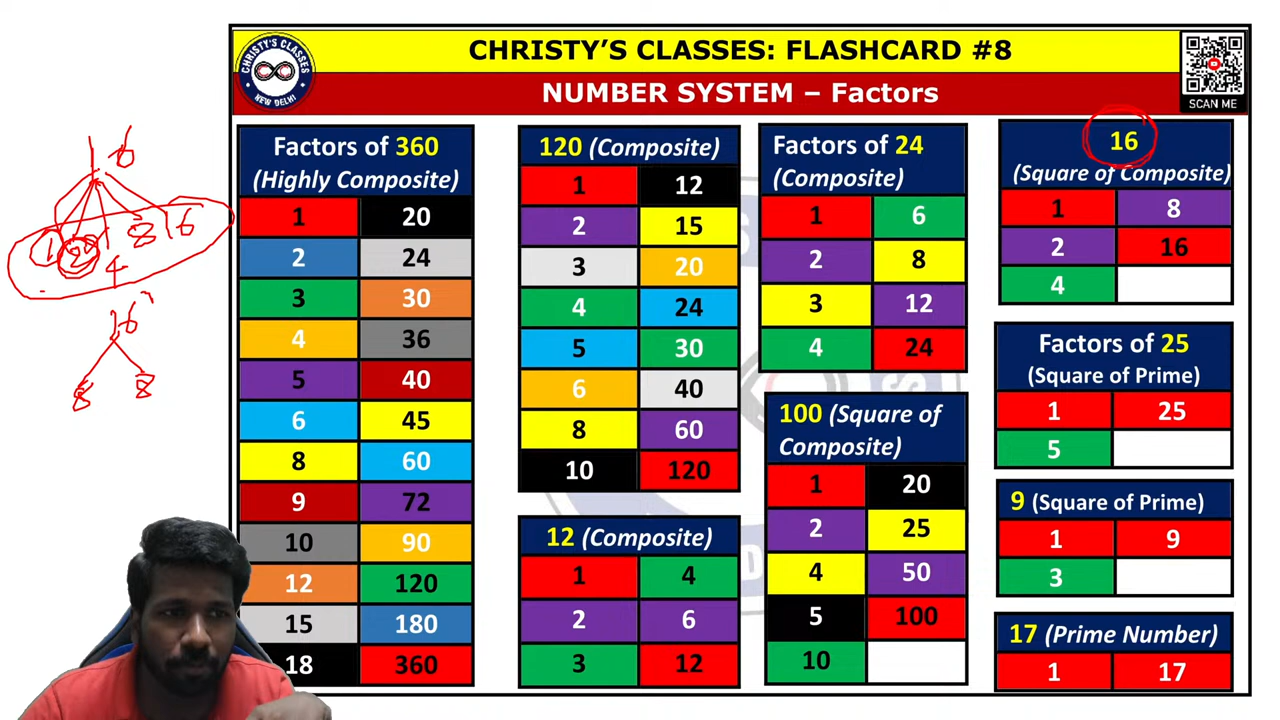 CHRISTY'S CLASSES: FLASHCARD #8
CHRISTY'S CLASSES
NEW DELHI
NUMBER SYSTEM – Factors
SCAN ME
16
1 2 4 8 16
16
8 8
Factors of 360
(Highly Composite)
1 20
2 24
3 30
4 36
5 40
6 45
8 60
9 72
10 90
12 120
15 180
18 360
120 (Composite)
1 12
2 15
3 20
4 24
5 30
6 40
8 60
10 120
12 (Composite)
1 4
2 6
3 12
Factors of 24
(Composite)
1 6
2 8
3 12
4 24
100 (Square of
Composite)
1 20
2 25
4 50
5 100
10
16
(Square of Composite)
1 8
2 16
4
Factors of 25
(Square of Prime)
1 25
5
9 (Square of Prime)
1 9
3
17 (Prime Number)
1 17